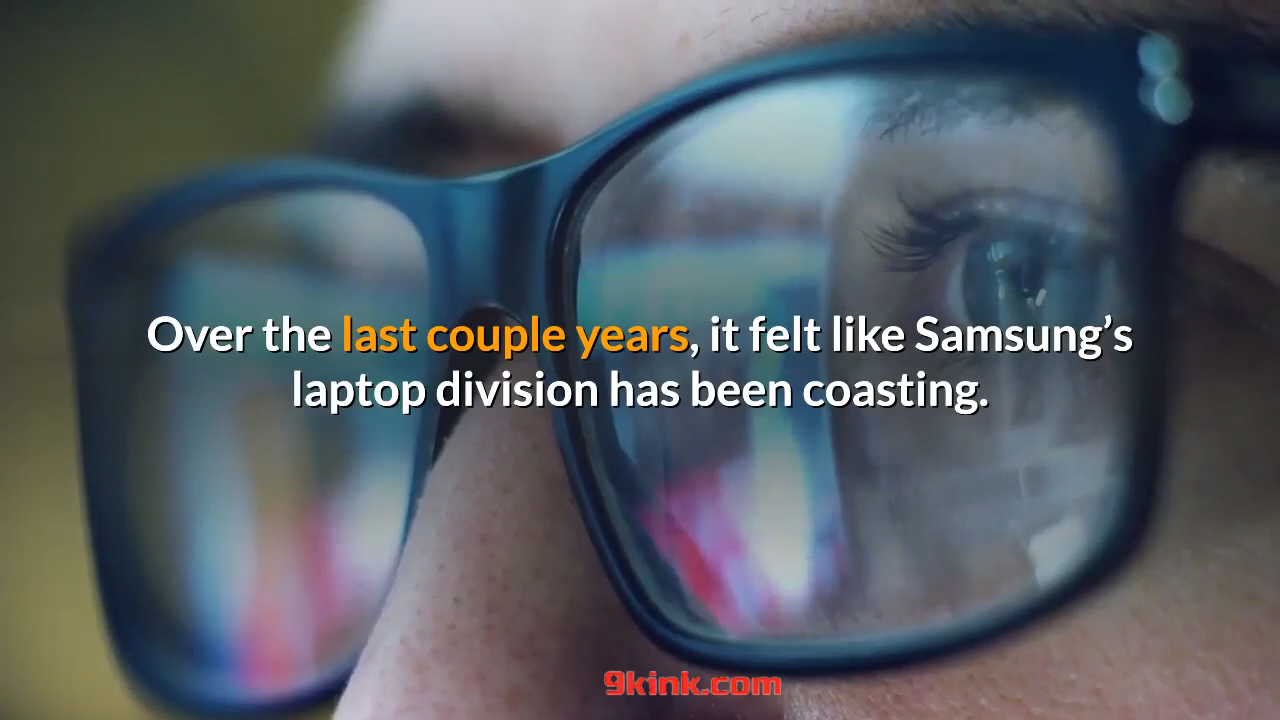 Over the last couple years, it felt like Samsung’s
laptop division has been coasting.
9kink.com